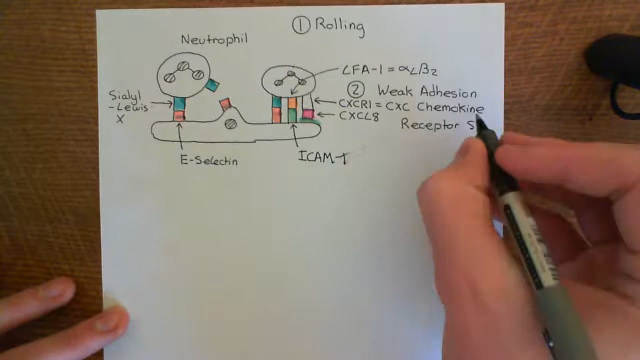 ① Rolling
Neutrophil
LFA-1 = αLβ2
② Weak Adhesion
Sialyl
-Lewis
X
CXCR1 = CXC Chemokine
Receptor
CXCL8
E-Selectin
ICAM-1